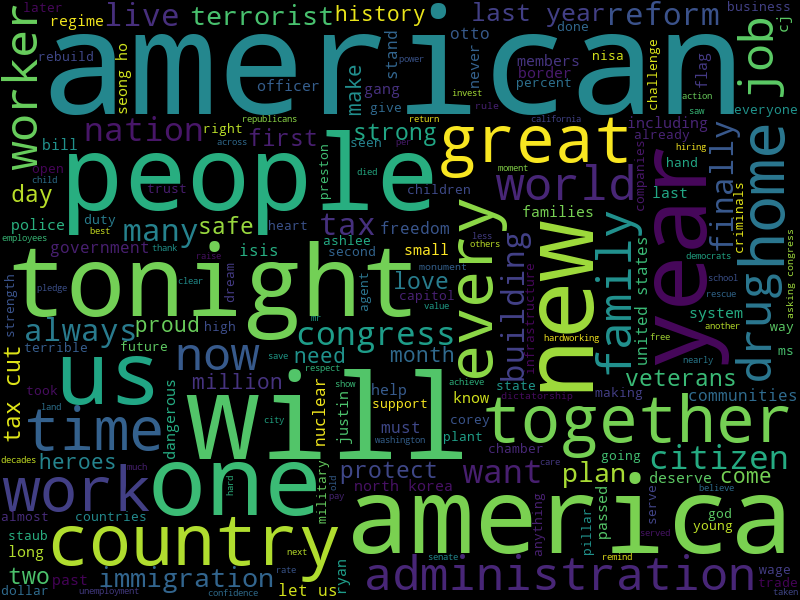 later
regime
live
terrorist
history
last year
reform
business
worker
american
job
cj
rebuild
seong ho
officer
make
stand
otto
never
done
nisa
members
border
percent
challenge
flag
gang
give
power
invest
rule
action
saw
everyone
nation
bill
right
across
republicans
first
strong
return
california
great
including
already
hiring
people
open
child
trust
seen
preston
died
children
world
moment
companies
hand
last
year
finally
criminals
home
drug
day
police
employees
duty
best
many
safe
thank
heart
tax
freedom
ashlee
second
small
less
others
every
families
new
family
united states
democrats
school
rescue
asking congress
government
isis
tonight
strength
pledge
clear
raise
dream
agent
love
capitol
monument
value
building
infrastructure
system
another
way
ms
free
nearly
always
proud
high
mr
congress
hardworking
future
terrible
now
save
need
month
respect
million
took
land
us
tax cut
dangerous
city
nuclear
show
justin
help
support
must
washington
achieve
know
corey
plant
state
dictatorship
making
veterans
communities
will
together
chamber
time
decades
heroes
much
work
one
hard
military
old
pay
protect
north korea
want
anything
care
plan
going
citizen
deserve
come
believe
almost
countries
staub
long
country
next
america
pillar
passed
serve
served
god
young
two
past
dollar
unemployment
immigration
rate
confidence
let us
ryan
administration
senate
remind
wage
trade
taken
per